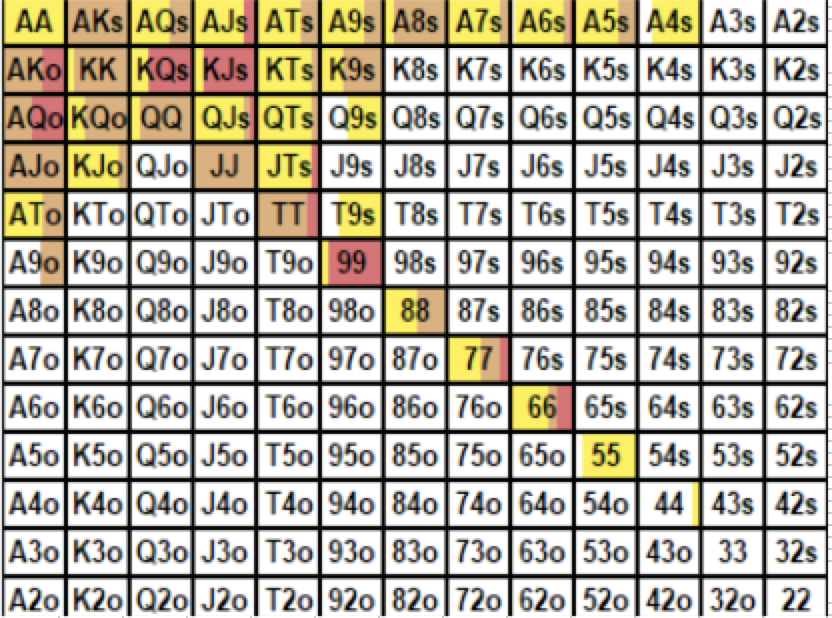 AA AKs AQs AJs ATs A9s A8s A7s A6s A5s A4s A3s A2s
AKo KK KQs KJs KTs K9s K8s K7s K6s K5s K4s K3s K2s
AQo KQo QQ QJs QTs Q9s Q8s Q7s Q6s Q5s Q4s Q3s Q2s
AJo KJo QJo JJ JTs J9s J8s J7s J6s J5s J4s J3s J2s
ATo KTo QTo JTo TT T9s T8s T7s T6s T5s T4s T3s T2s
A9o K9o Q9o J9o T9o 99 98s 97s 96s 95s 94s 93s 92s
A8o K8o Q8o J8o T8o 98o 88 87s 86s 85s 84s 83s 82s
A7o K7o Q7o J7o T7o 97o 87o 77 76s 75s 74s 73s 72s
A6o K6o Q6o J6o T6o 96o 86o 76o 66 65s 64s 63s 62s
A5o K5o Q5o J5o T5o 95o 85o 75o 65o 55 54s 53s 52s
A4o K4o Q4o J4o T4o 94o 84o 74o 64o 54o 44 43s 42s
A3o K3o Q3o J3o T3o 93o 83o 73o 63o 53o 43o 33 32s
A2o K2o Q2o J2o T2o 92o 82o 72o 62o 52o 42o 32o 22